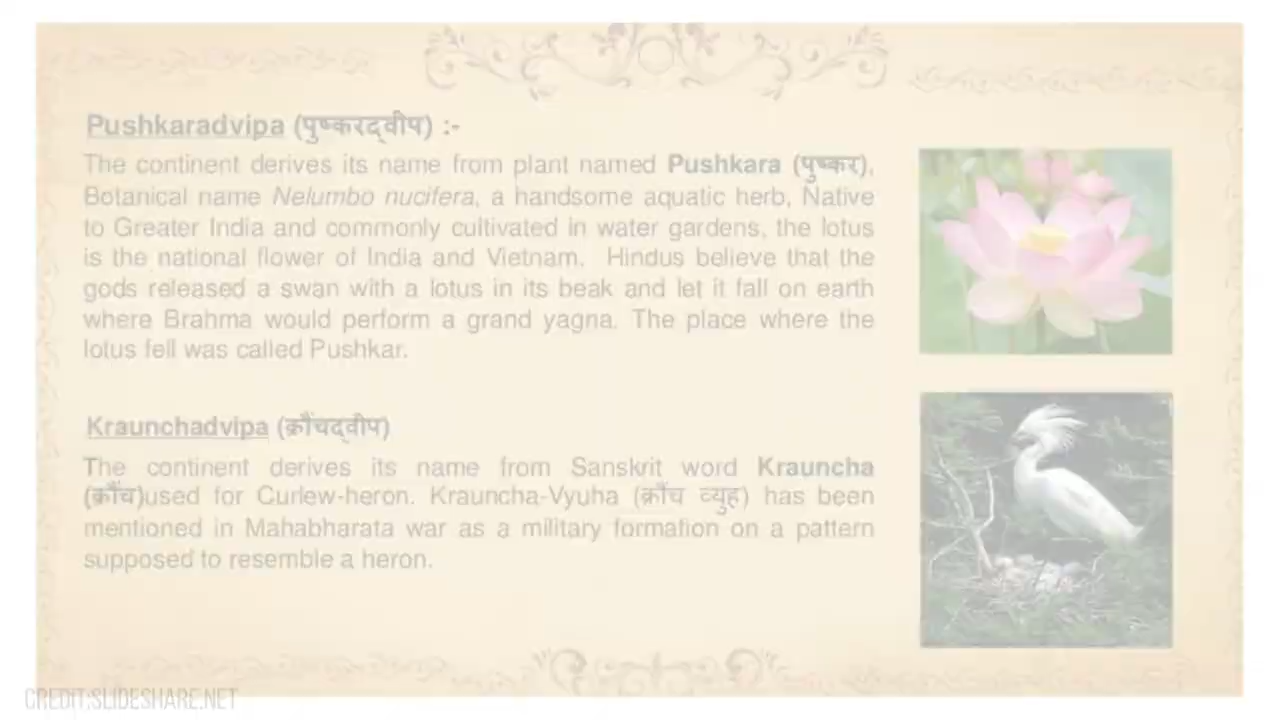 Pushkaradvipa (पुष्करद्वीप) :-
The continent derives its name from plant named Pushkara (पुष्कर),
Botanical name Nelumbo nucifera, a handsome aquatic herb, Native
to Greater India and commonly cultivated in water gardens, the lotus
is the national flower of India and Vietnam. Hindus believe that the
gods released a swan with a lotus in its beak and let it fall on earth
where Brahma would perform a grand yagna. The place where the
lotus fell was called Pushkar.
Kraunchadvipa (क्रौंचद्वीप)
The continent derives its name from Sanskrit word Krauncha
(क्रौंच)used for Curlew-heron. Krauncha-Vyuha (क्रौंच व्युह) has been
mentioned in Mahabharata war as a military formation on a pattern
supposed to resemble a heron.
CREDIT;SLIDESHARE.NET